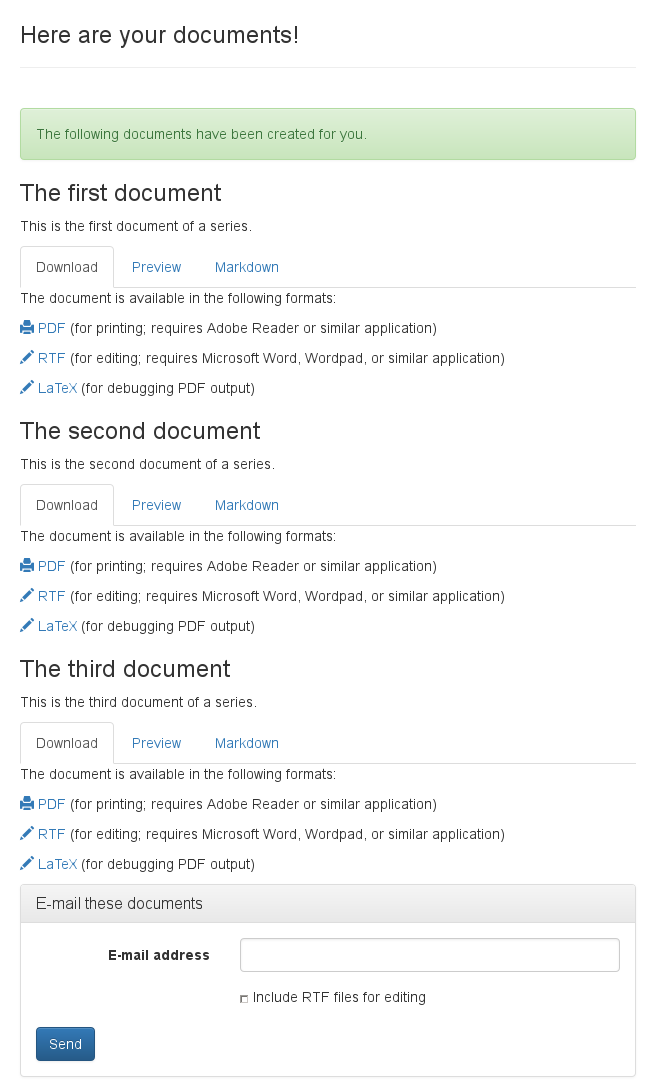 Here are your documents!
The following documents have been created for you.
The first document
This is the first document of a series.
Download Preview Markdown
The document is available in the following formats:
PDF (for printing; requires Adobe Reader or similar application)
RTF (for editing; requires Microsoft Word, Wordpad, or similar application)
LaTeX (for debugging PDF output)
The second document
This is the second document of a series.
Download Preview Markdown
The document is available in the following formats:
PDF (for printing; requires Adobe Reader or similar application)
RTF (for editing; requires Microsoft Word, Wordpad, or similar application)
LaTeX (for debugging PDF output)
The third document
This is the third document of a series.
Download Preview Markdown
The document is available in the following formats:
PDF (for printing; requires Adobe Reader or similar application)
RTF (for editing; requires Microsoft Word, Wordpad, or similar application)
LaTeX (for debugging PDF output)
E-mail these documents
E-mail address
Include RTF files for editing
Send